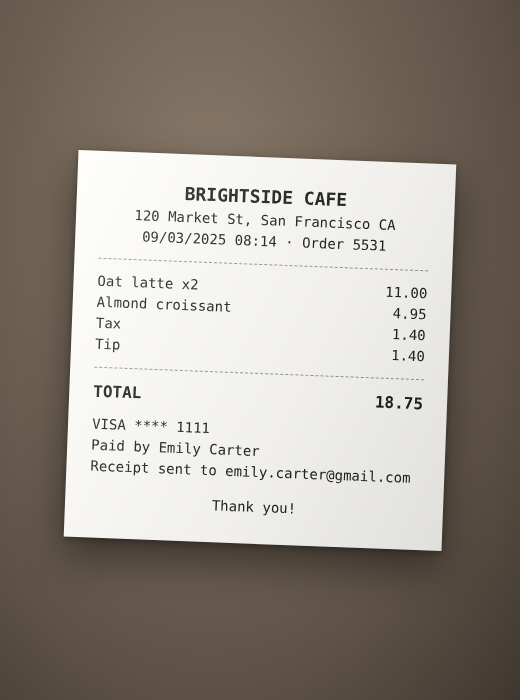 BRIGHTSIDE CAFE
120 Market St, San Francisco CA
09/03/2025 08:14 · Order 5531
Oat latte x2 11.00
Almond croissant 4.95
Tax 1.40
Tip 1.40
TOTAL 18.75
VISA **** 1111
Paid by Emily Carter
Receipt sent to emily.carter@gmail.com
Thank you!